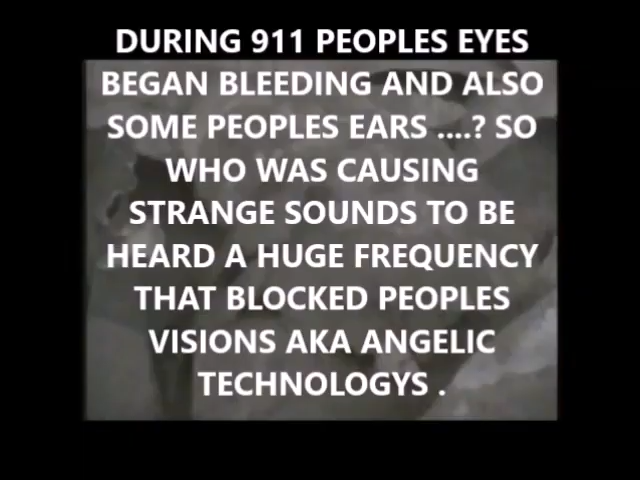 DURING 911 PEOPLES EYES
BEGAN BLEEDING AND ALSO
SOME PEOPLES EARS ....? SO
WHO WAS CAUSING
STRANGE SOUNDS TO BE
HEARD A HUGE FREQUENCY
THAT BLOCKED PEOPLES
VISIONS AKA ANGELIC
TECHNOLOGYS .